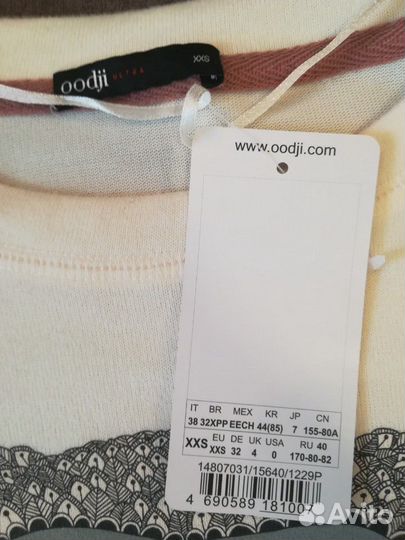 XXS
oodji ULTRA
www.oodji.com
IT BR MEX KR JP CN
38 32XPP EECH 44(85) 7 155-80A
XXS EU DE UK USA RU 40
XXS 32 4 0 170-80-82
14807031/15640/1229P
4 690589 18100
Avito